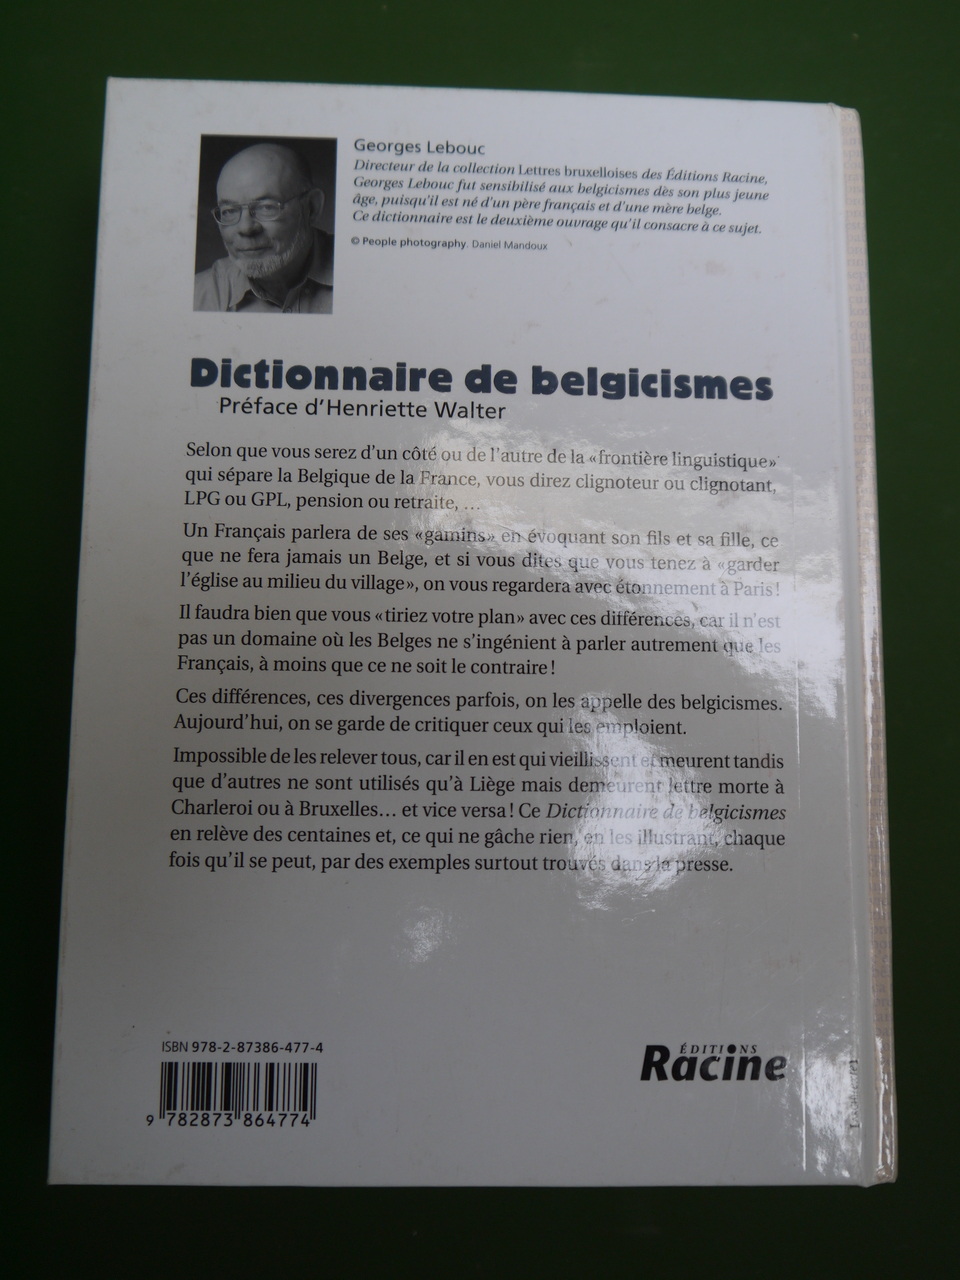 Georges Lebouc
Directeur de la collection Lettres bruxelloises des Éditions Racine,
Georges Lebouc fut sensibilisé aux belgicismes dès son plus jeune
âge, puisqu'il est né d'un père français et d'une mère belge.
Ce dictionnaire est le deuxième ouvrage qu'il consacre à ce sujet.
© People photography. Daniel Mandoux
Dictionnaire de belgicismes
Préface d'Henriette Walter
Selon que vous serez d'un côté ou de l'autre de la «frontière linguistique»
qui sépare la Belgique de la France, vous direz clignoteur ou clignotant,
LPG ou GPL, pension ou retraite, …
Un Français parlera de ses «gamins» en évoquant son fils et sa fille, ce
que ne fera jamais un Belge, et si vous dites que vous tenez à «garder
l'église au milieu du village», on vous regardera avec étonnement à Paris!
Il faudra bien que vous «tiriez votre plan» avec ces différences, car il n'est
pas un domaine où les Belges ne s'ingénient à parler autrement que les
Français, à moins que ce ne soit le contraire!
Ces différences, ces divergences parfois, on les appelle des belgicismes.
Aujourd'hui, on se garde de critiquer ceux qui les emploient.
Impossible de les relever tous, car il en est qui vieillissent et meurent tandis
que d'autres ne sont utilisés qu'à Liège mais demeurent lettre morte à
Charleroi ou à Bruxelles… et vice versa! Ce Dictionnaire de belgicismes
en relève des centaines et, ce qui ne gâche rien, en les illustrant, chaque
fois qu'il se peut, par des exemples surtout trouvés dans la presse.
ISBN 978-2-87386-477-4
9 782873 864774
ÉDITIONS
Racine